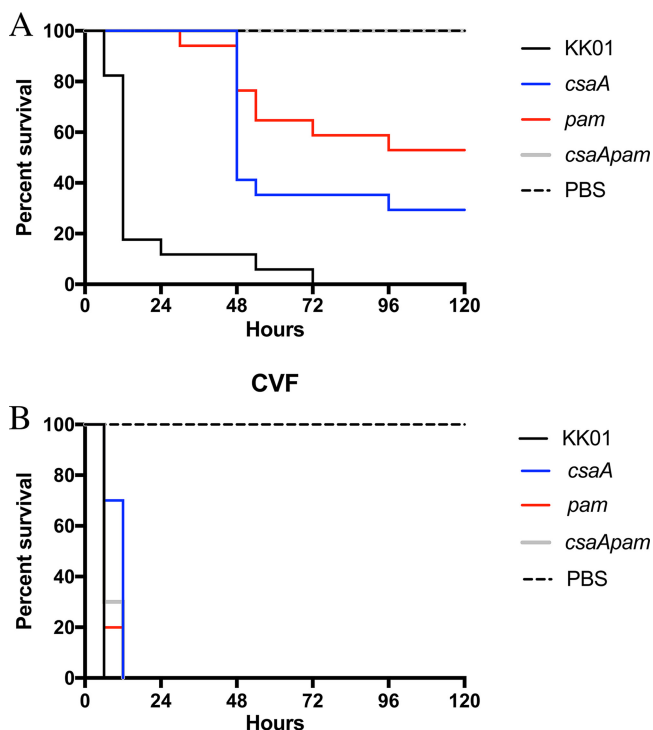 A
Percent survival
100
80
60
40
20
0
0 24 48 72 96 120
Hours
KK01
csaA
pam
csaApam
PBS
CVF
B
Percent survival
100
80
60
40
20
0
0 24 48 72 96 120
Hours
KK01
csaA
pam
csaApam
PBS